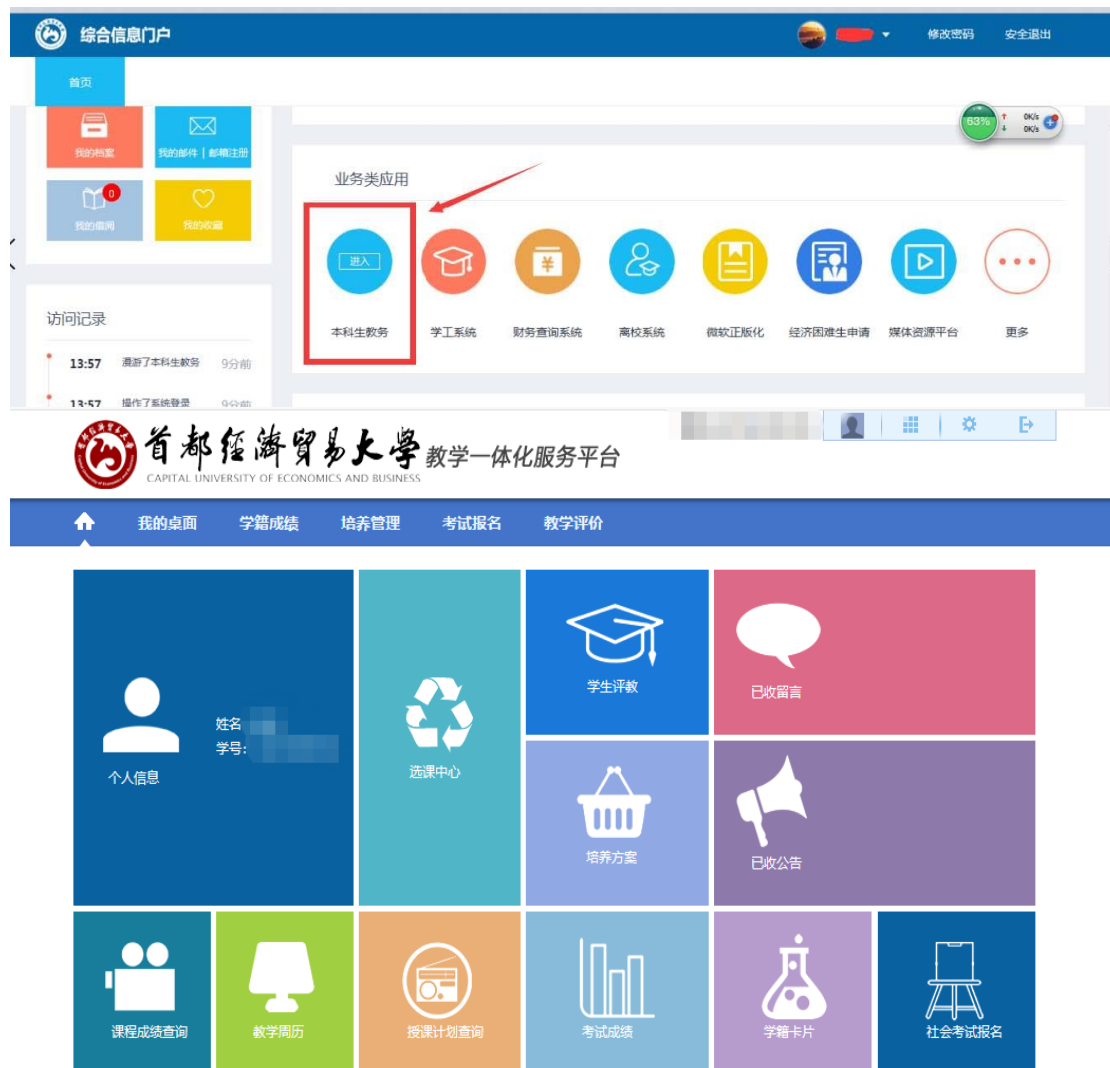 综合信息门户
修改密码
安全退出
首页
63%
0K/s
0K/s
我的档案
我的邮件 | 邮箱注册
0
我的借阅
我的收藏
业务类应用
进入
本科生教务
学工系统
财务查询系统
离校系统
微软正版化
经济困难生申请
媒体资源平台
更多
访问记录
13:57 漫游了本科生教务 9分前
13:57 操作了系统登录 9分前
首都經濟貿易大學 教学一体化服务平台
CAPITAL UNIVERSITY OF ECONOMICS AND BUSINESS
我的桌面 学籍成绩 培养管理 考试报名 教学评价
姓名
学号:
个人信息
选课中心
学生评教
已收留言
培养方案
已收公告
课程成绩查询
教学周历
授课计划查询
考试成绩
学籍卡片
社会考试报名